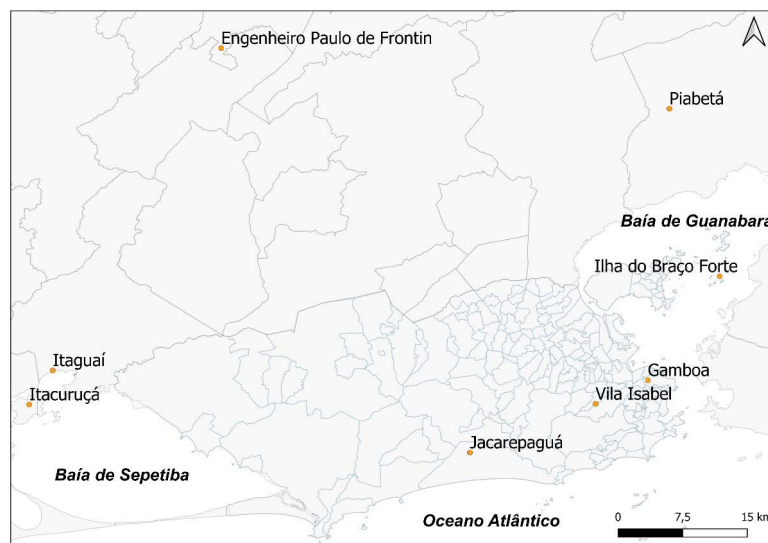 Engenheiro Paulo de Frontin
Piabetá
Baía de Guanabara
Ilha do Braço Forte
Itaguaí
Itacuruçá
Gamboa
Vila Isabel
Jacarepaguá
Baía de Sepetiba
Oceano Atlântico
0 7,5 15 km